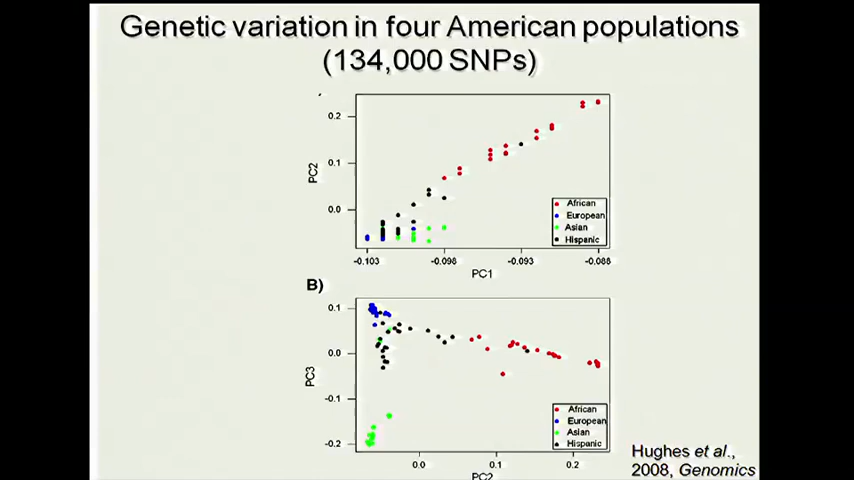 Genetic variation in four American populations
(134,000 SNPs)
0.2
0.1
0.0
PC2
African
European
Asian
Hispanic
-0.103
-0.098
-0.093
-0.088
PC1
B)
0.1
0.0
-0.1
-0.2
PC3
African
European
Asian
Hispanic
0.0
0.1
0.2
PC2
Hughes et al.,
2008, Genomics